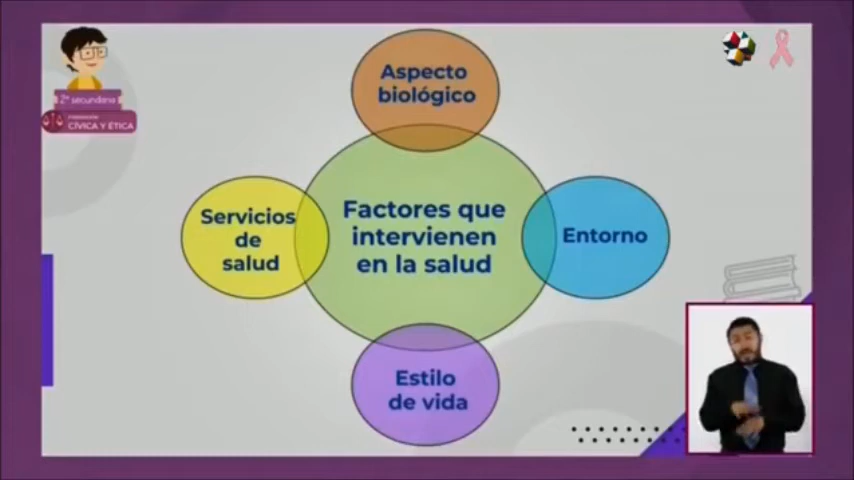 Aspecto
biológico
2° secundaria
FORMACIÓN
CÍVICA Y ÉTICA
Servicios
de
salud
Factores que
intervienen
en la salud
Entorno
Estilo
de vida